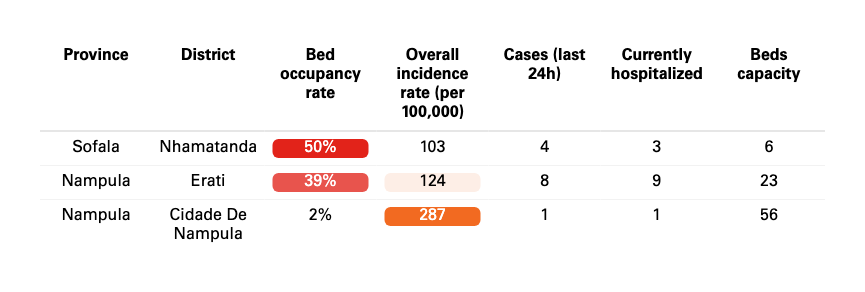 Province District Bed occupancy rate Overall incidence rate (per 100,000) Cases (last 24h) Currently hospitalized Beds capacity
Sofala Nhamatanda 50% 103 4 3 6
Nampula Erati 39% 124 8 9 23
Nampula Cidade De Nampula 2% 287 1 1 56